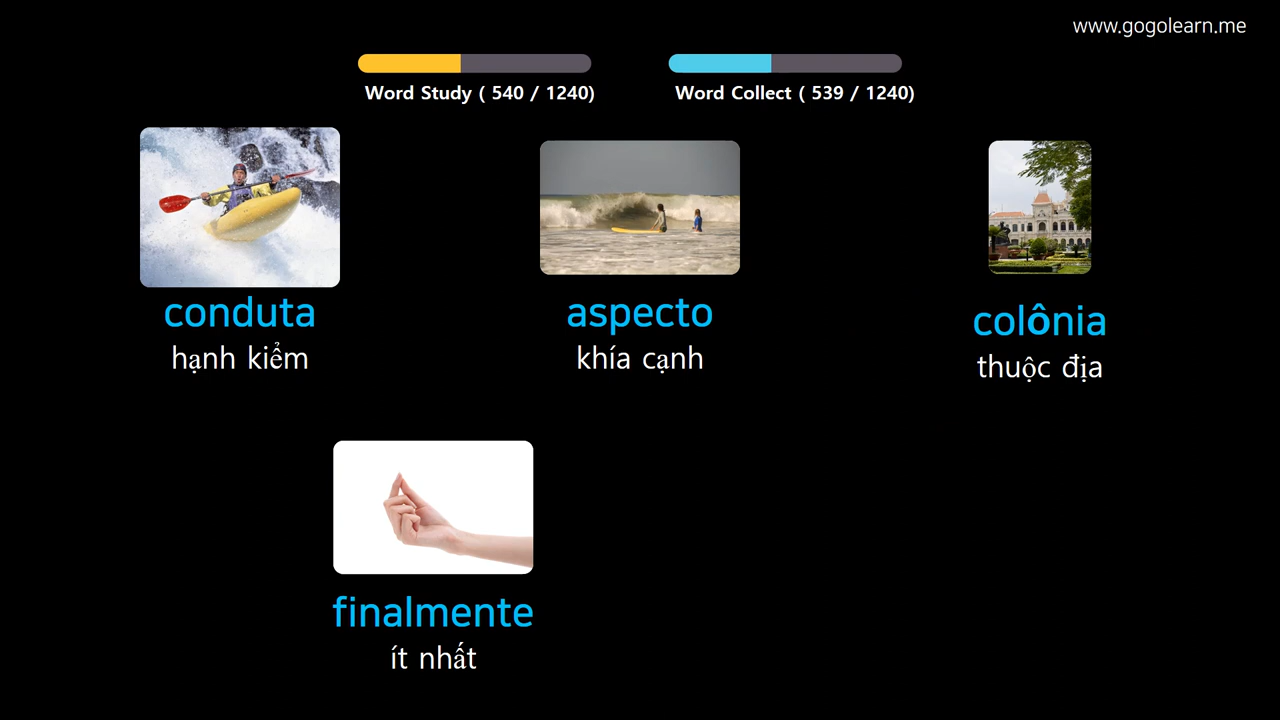 www.gogolearn.me
Word Study ( 540 / 1240)
Word Collect ( 539 / 1240)
conduta
hạnh kiểm
aspecto
khía cạnh
colônia
thuộc địa
finalmente
ít nhất